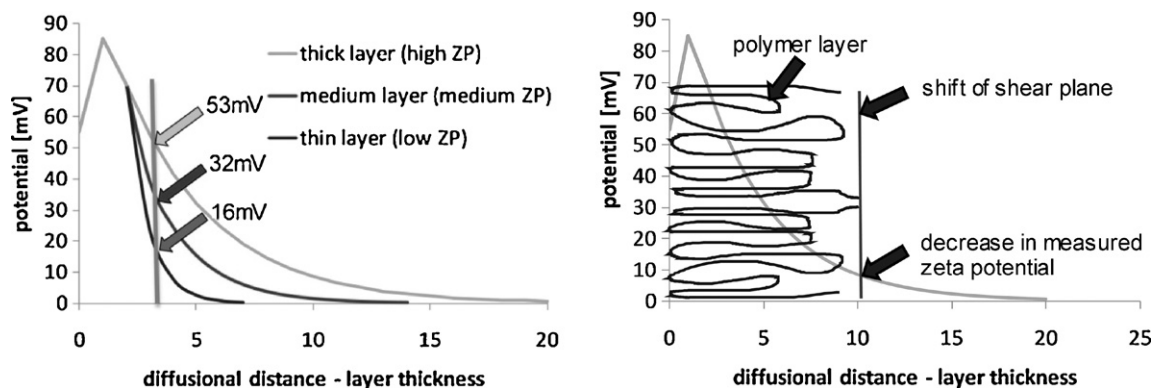 90
80
70
60
50
40
30
20
10
0
potential [mV]
thick layer (high ZP)
53mV
medium layer (medium ZP)
thin layer (low ZP)
32mV
16mV
0
5
10
15
20
diffusional distance - layer thickness
90
80
70
60
50
40
30
20
10
0
potential [mV]
polymer layer
shift of shear plane
decrease in measured
zeta potential
0
5
10
15
20
25
diffusional distance - layer thickness